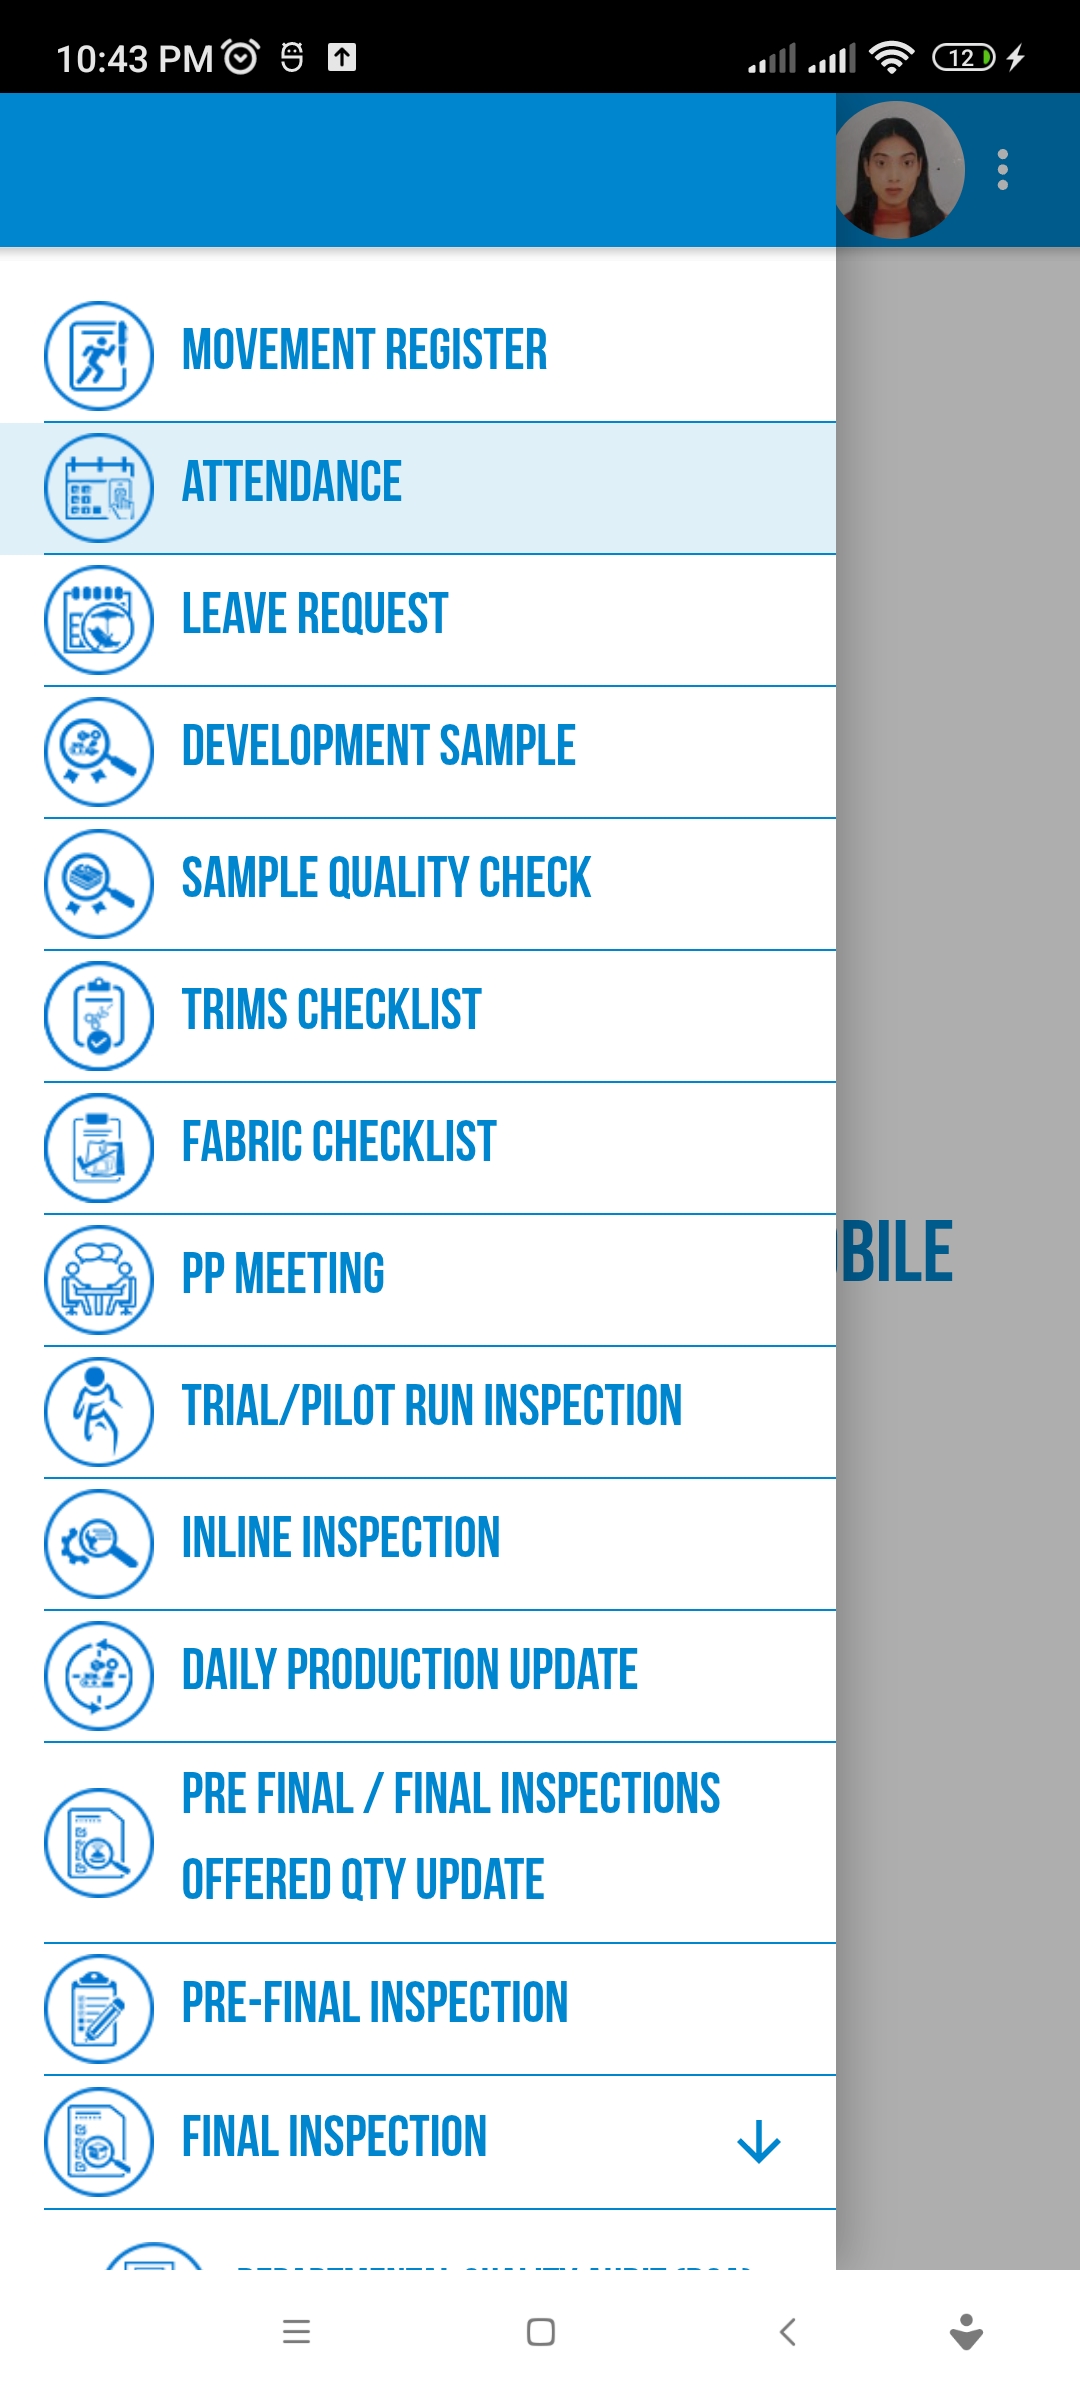 10:43 PM
12
MOVEMENT REGISTER
ATTENDANCE
LEAVE REQUEST
DEVELOPMENT SAMPLE
SAMPLE QUALITY CHECK
TRIMS CHECKLIST
FABRIC CHECKLIST
PP MEETING
BILE
TRIAL/PILOT RUN INSPECTION
INLINE INSPECTION
DAILY PRODUCTION UPDATE
PRE FINAL / FINAL INSPECTIONS
OFFERED QTY UPDATE
PRE-FINAL INSPECTION
FINAL INSPECTION